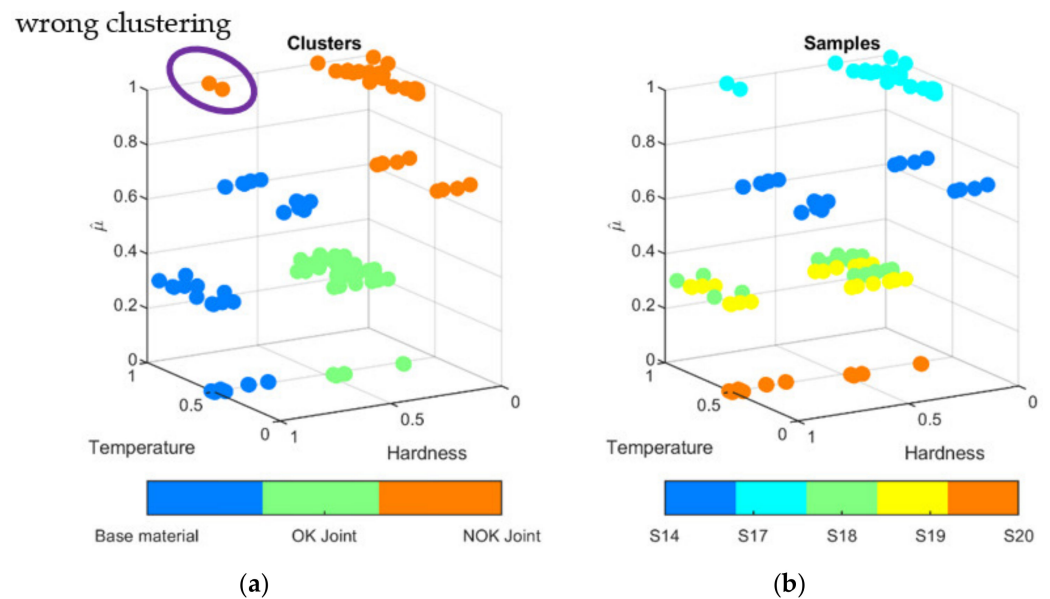 wrong clustering
Clusters
1
0.8
0.6
0.4
0.2
0
μ̂
1
0.5
0
Temperature
1
0.5
0
Hardness
Base material OK Joint NOK Joint
(a)
Samples
1
0.8
0.6
0.4
0.2
0
μ̂
1
0.5
0
Temperature
1
0.5
0
Hardness
S14 S17 S18 S19 S20
(b)